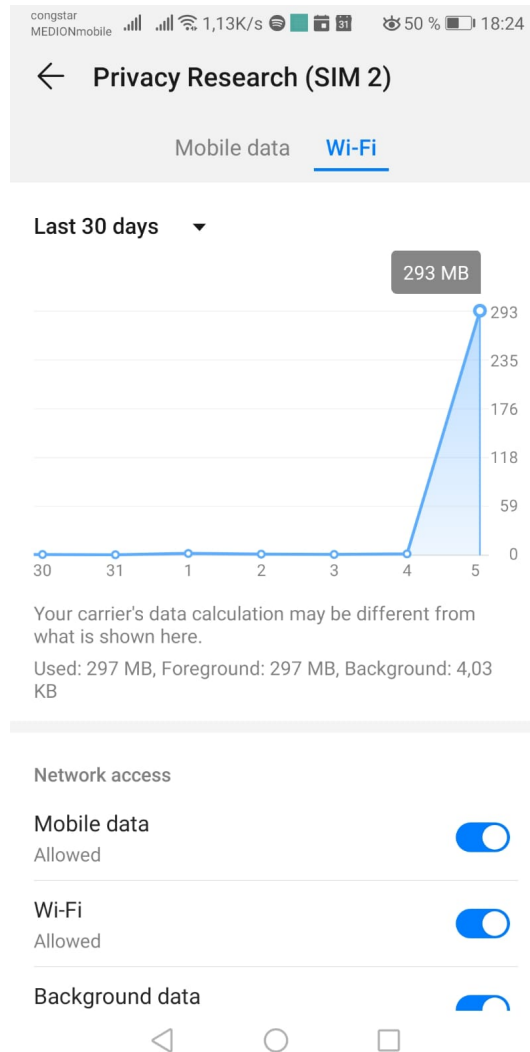 congstar
MEDIONmobile 1,13K/s 31 50 % 18:24
Privacy Research (SIM 2)
Mobile data Wi-Fi
Last 30 days
293 MB
293
235
176
118
59
0
30 31 1 2 3 4 5
Your carrier's data calculation may be different from
what is shown here.
Used: 297 MB, Foreground: 297 MB, Background: 4,03
KB
Network access
Mobile data
Allowed
Wi-Fi
Allowed
Background data